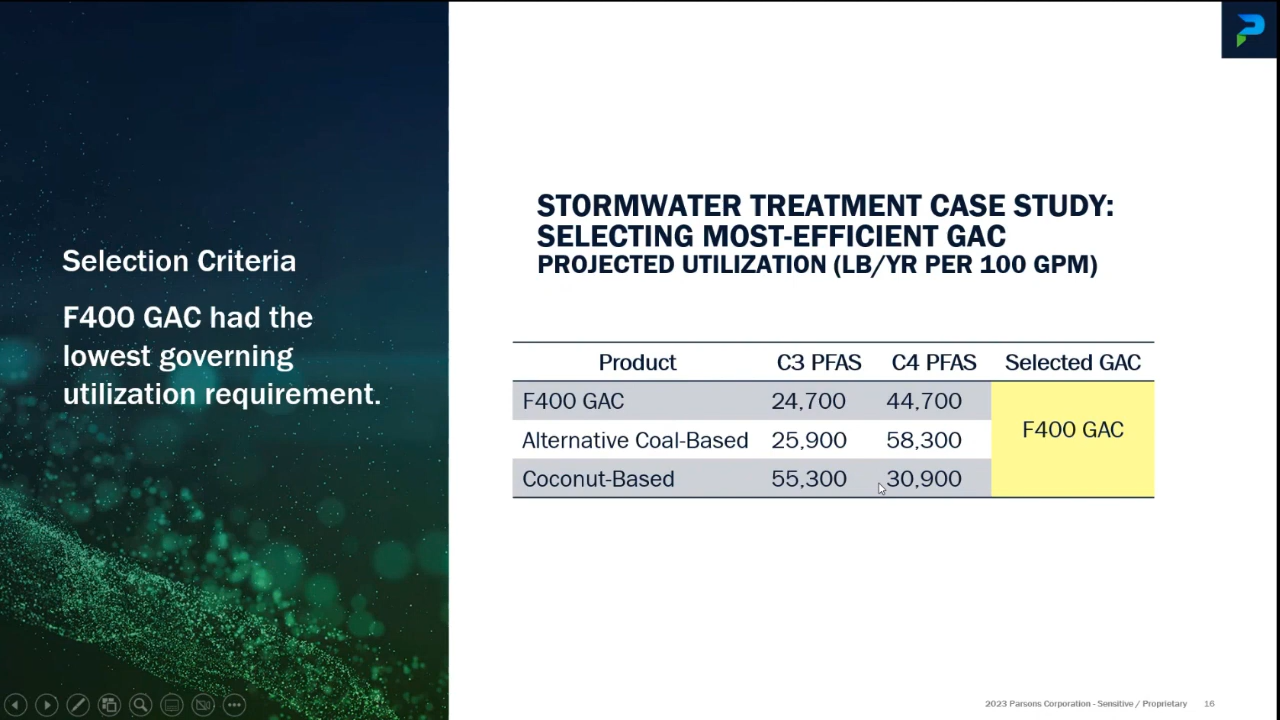 Selection Criteria
F400 GAC had the
lowest governing
utilization requirement.
STORMWATER TREATMENT CASE STUDY:
SELECTING MOST-EFFICIENT GAC
PROJECTED UTILIZATION (LB/YR PER 100 GPM)
Product C3 PFAS C4 PFAS Selected GAC
F400 GAC 24,700 44,700
F400 GAC
Alternative Coal-Based 25,900 58,300
Coconut-Based 55,300 30,900
2023 Parsons Corporation - Sensitive / Proprietary 16